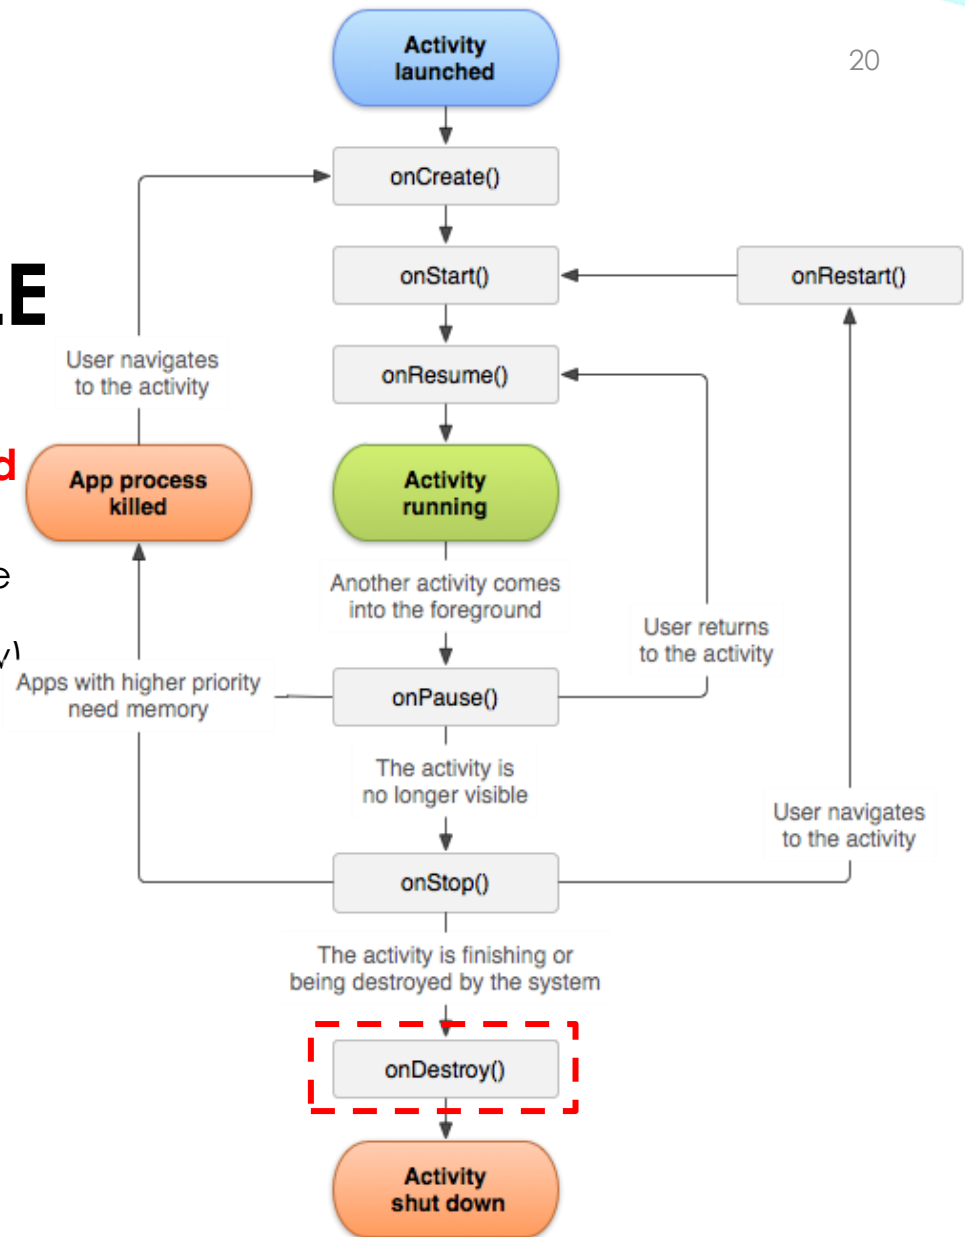 20
Activity
launched
onCreate()
onStart()
onRestart()
LE
User navigates
to the activity
onResume()
d
App process
killed
Activity
running
e
Another activity comes
into the foreground
User returns
to the activity
y)
Apps with higher priority
need memory
onPause()
The activity is
no longer visible
User navigates
to the activity
onStop()
The activity is finishing or
being destroyed by the system
onDestroy()
Activity
shut down